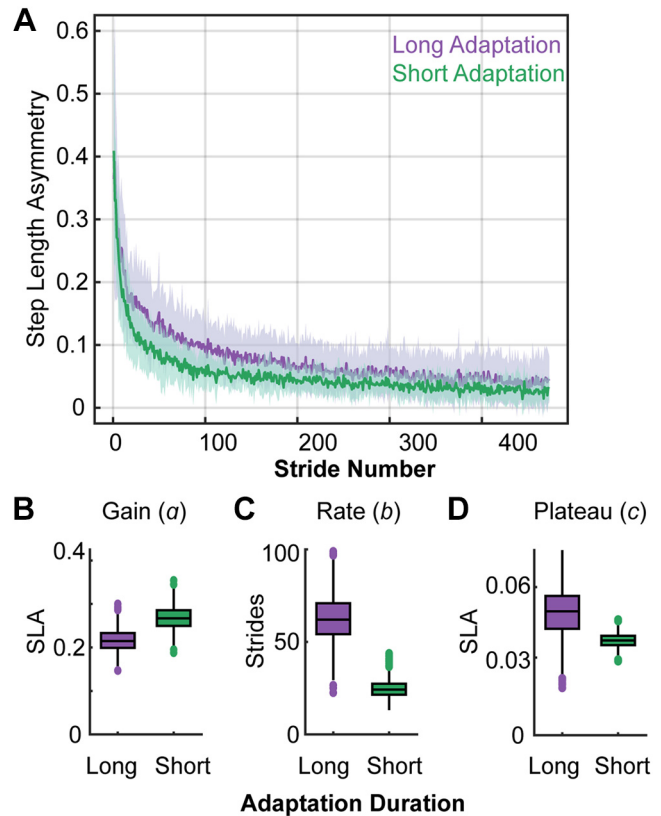 A
Step Length Asymmetry
0.6
0.5
0.4
0.3
0.2
0.1
0
Long Adaptation
Short Adaptation
0 100 200 300 400
Stride Number
B Gain (a)
SLA
0.4
0.2
0
Long Short
C Rate (b)
Strides
100
50
0
Long Short
D Plateau (c)
SLA
0.06
0.03
0
Long Short
Adaptation Duration